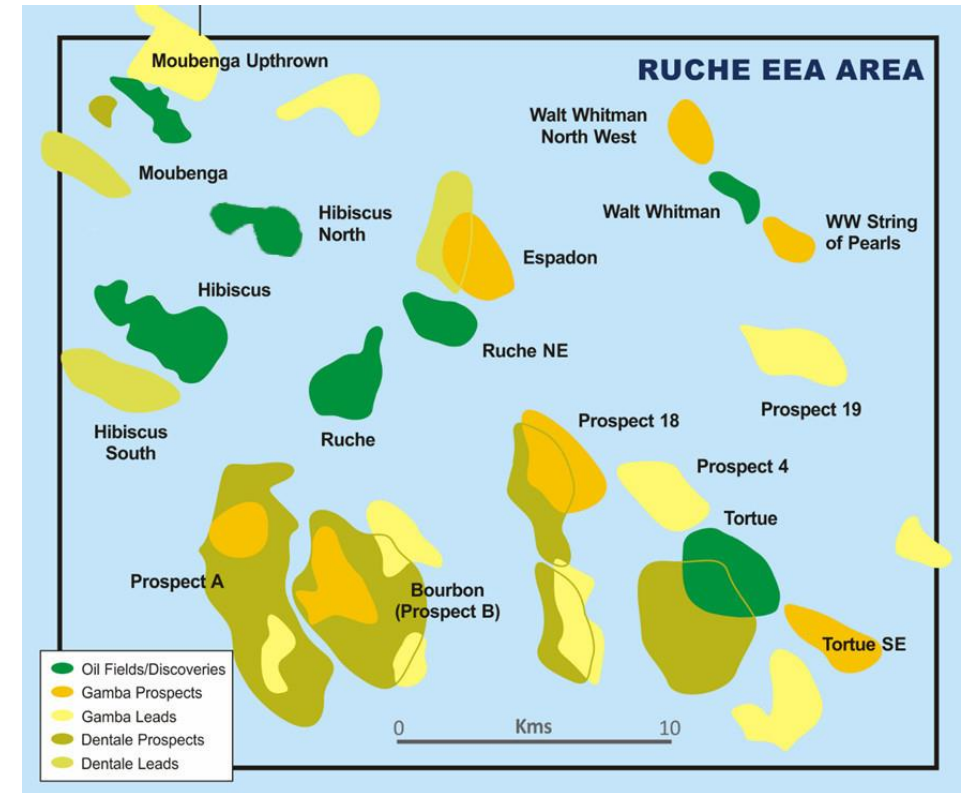 Moubenga Upthrown
RUCHE EEA AREA
Walt Whitman
North West
Moubenga
Hibiscus
North
Walt Whitman
WW String
of Pearls
Espadon
Hibiscus
Ruche NE
Prospect 19
Hibiscus
South
Ruche
Prospect 18
Prospect 4
Tortue
Prospect A
Bourbon
(Prospect B)
Tortue SE
Oil Fields/Discoveries
Gamba Prospects
Gamba Leads
Dentale Prospects
Dentale Leads
0 Kms 10